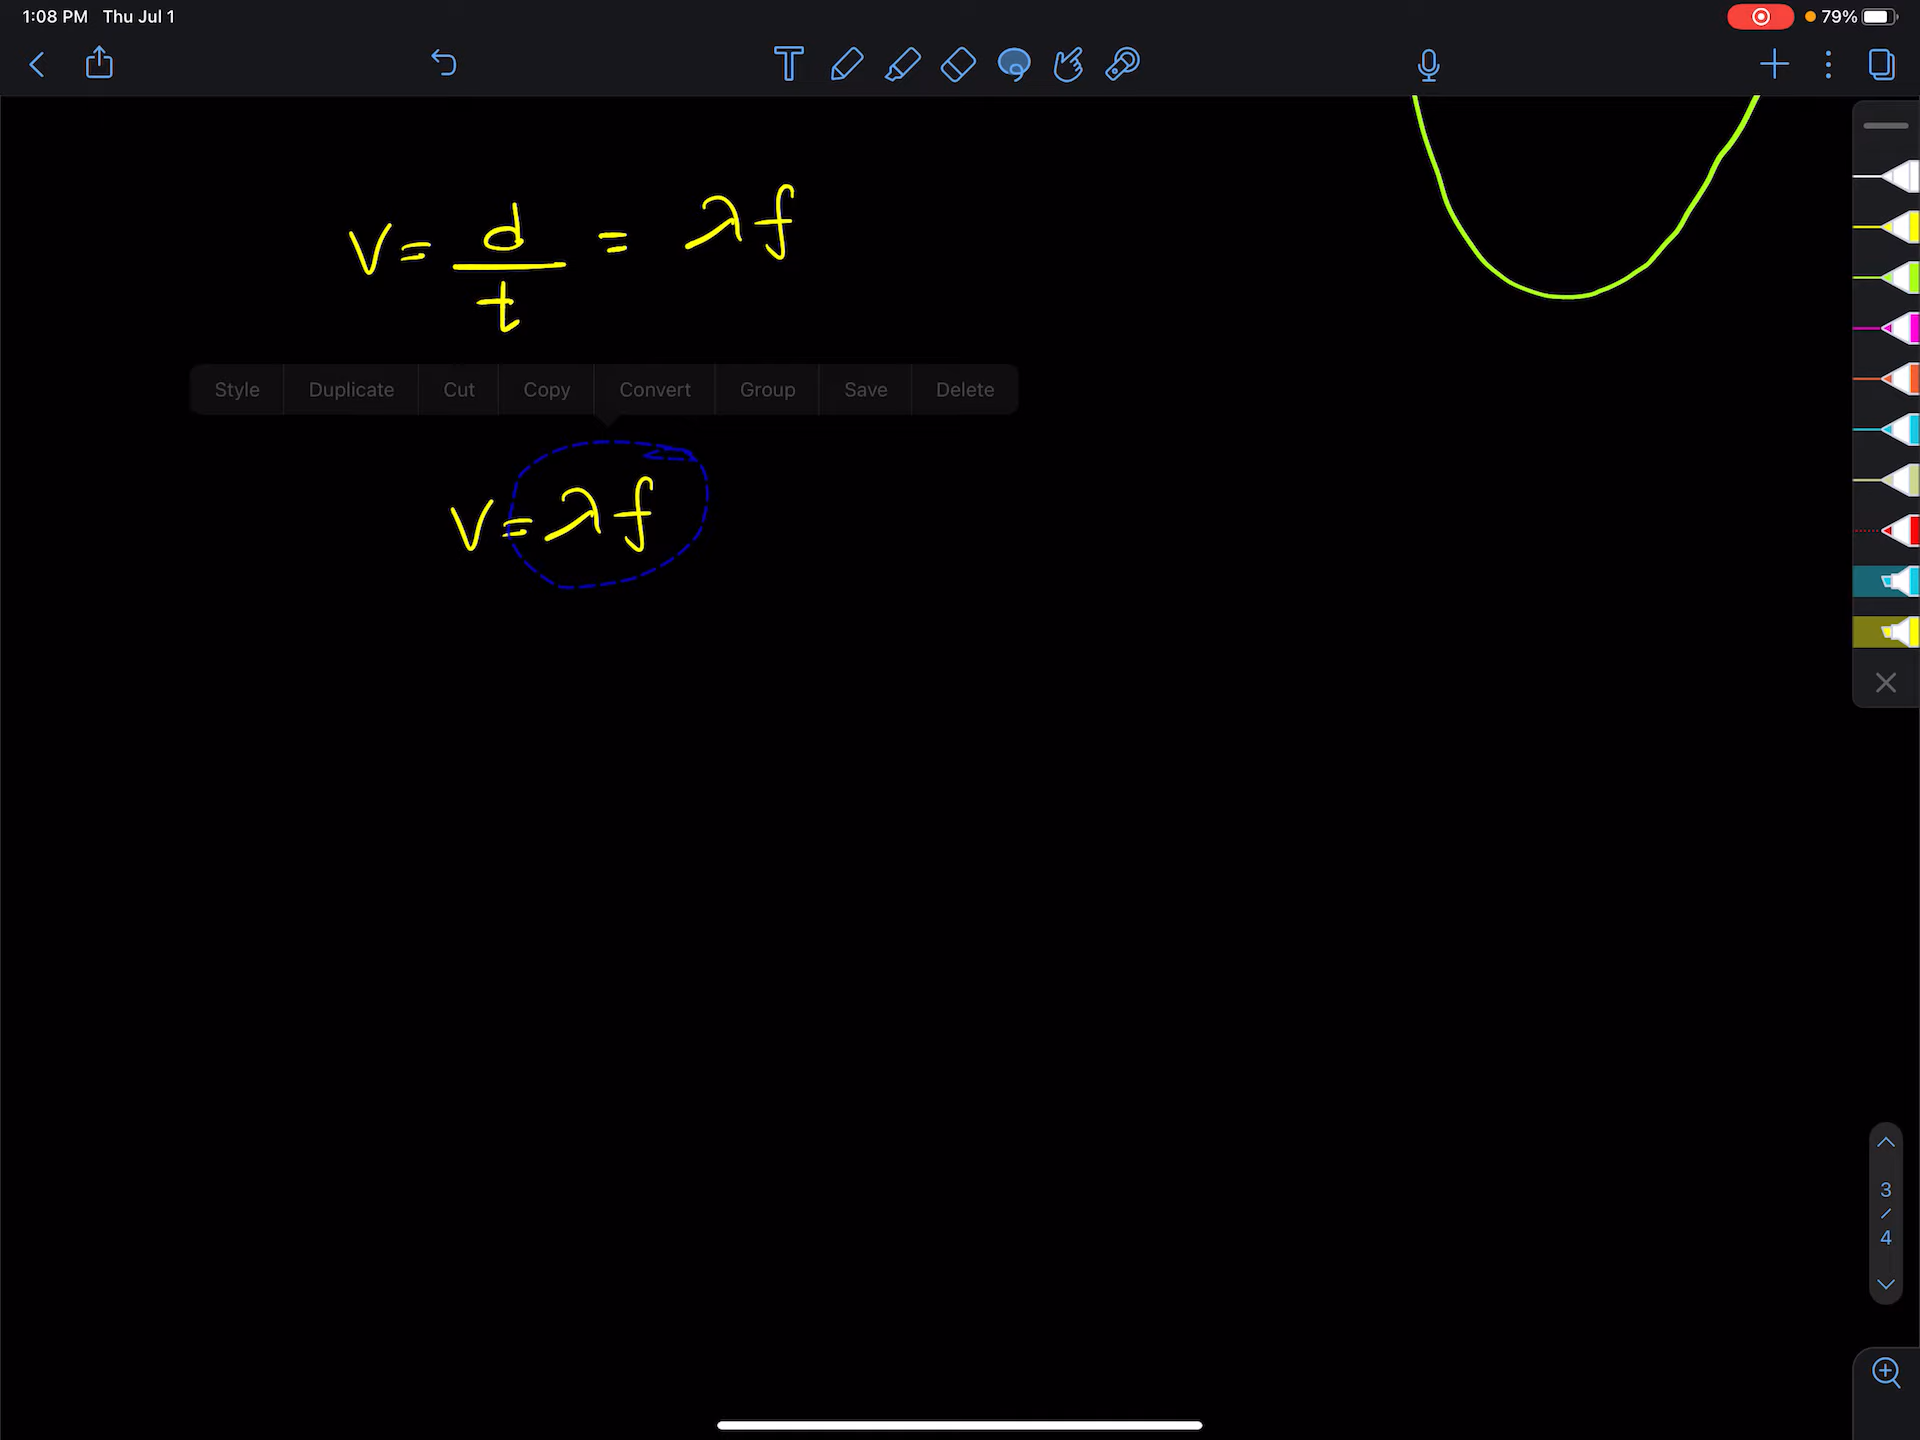 1:08 PM Thu Jul 1
79%
v = d/t = λf
Style Duplicate Cut Copy Convert Group Save Delete
v = λf
3
/
4